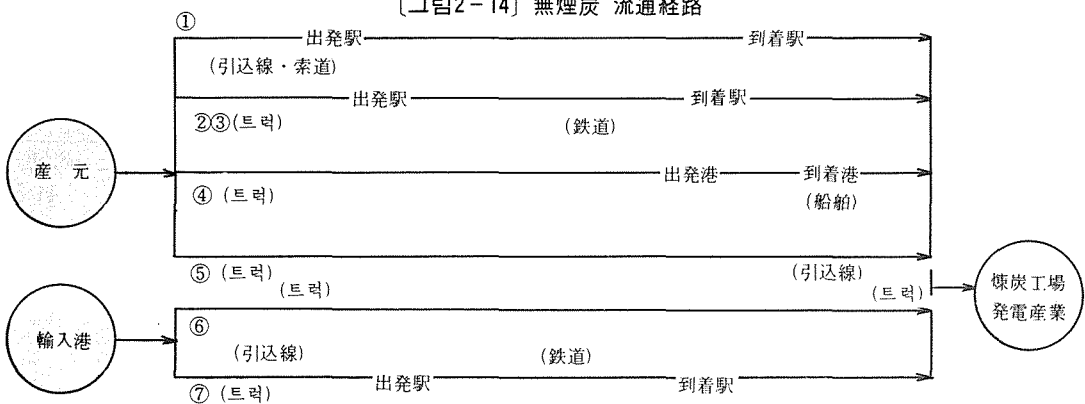 〔그림2-14〕 無煙炭 流通経路
①
出発駅 到着駅
(引込線・索道)
出発駅 到着駅
②③(트럭) (鉄道)
産 元
出発港 到着港
④ (트럭) (船舶)
⑤ (트럭) (引込線)
(트럭) (트럭)
煉炭工場
発電産業
⑥
輸入港
(引込線) (鉄道)
出発駅 到着駅
⑦ (트럭)